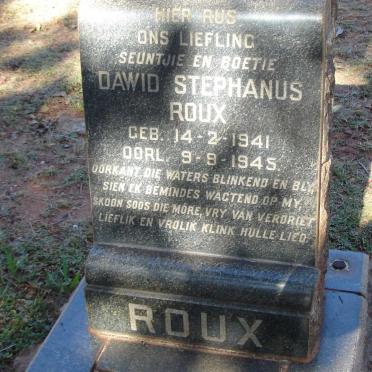 HIER RUS
ONS LIEFLING
SEUNTJIE EN BOETIE
DAWID STEPHANUS
ROUX
GEB. 14-2-1941
OORL. 9-9-1945.
OORKANT DIE WATERS BLINKEND EN BLY,
SIEN EK BEMINDES WAGTEND OP MY,
SKOON SOOS DIE MÔRE, VRY VAN VERDRIET
LIEFLIK EN VROLIK KLINK HULLE LIED.
ROUX